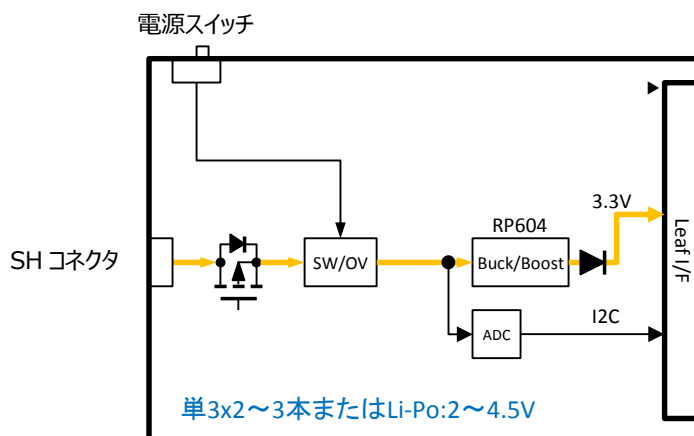 電源スイッチ
3.3V
RP604
SH コネクタ
SW/OV
Buck/Boost
Leaf I/F
ADC
I2C
単3x2～3本またはLi-Po:2～4.5V